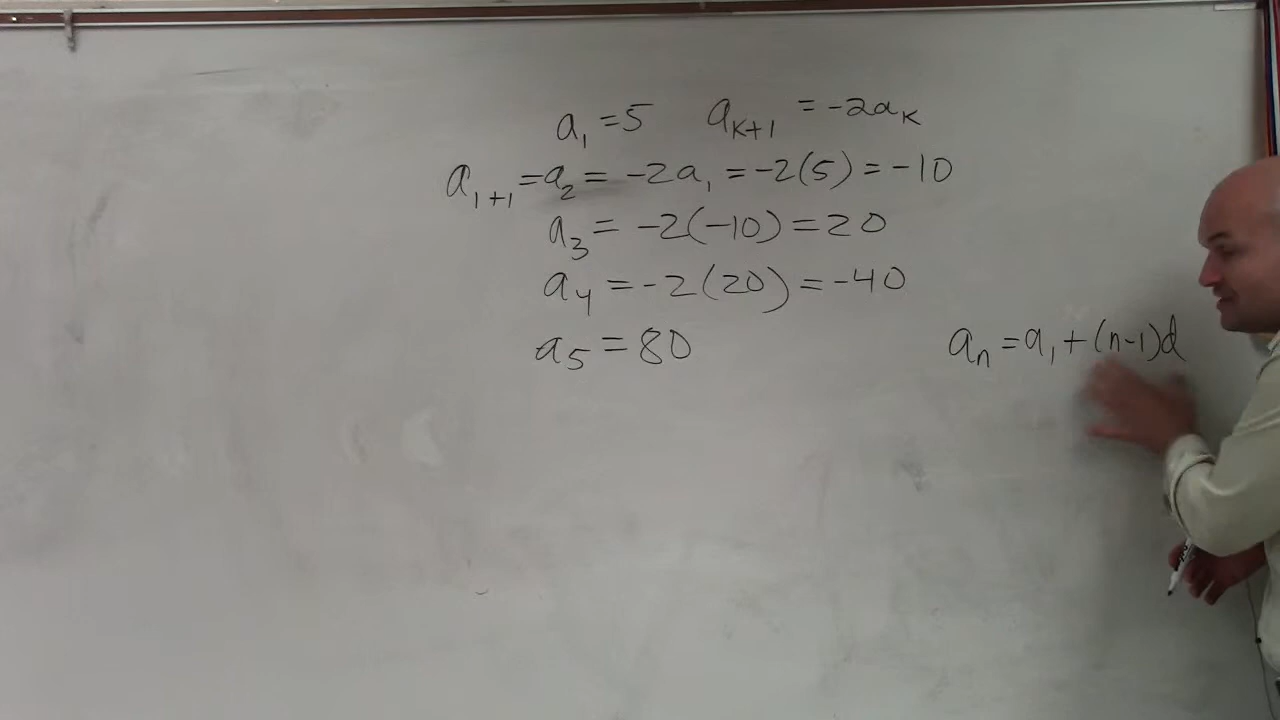 a₁ = 5 aₖ₊₁ = -2aₖ
a₁₊₁ = a₂ = -2a₁ = -2(5) = -10
a₃ = -2(-10) = 20
a₄ = -2(20) = -40
a₅ = 80
aₙ = a₁ + (n-1)d